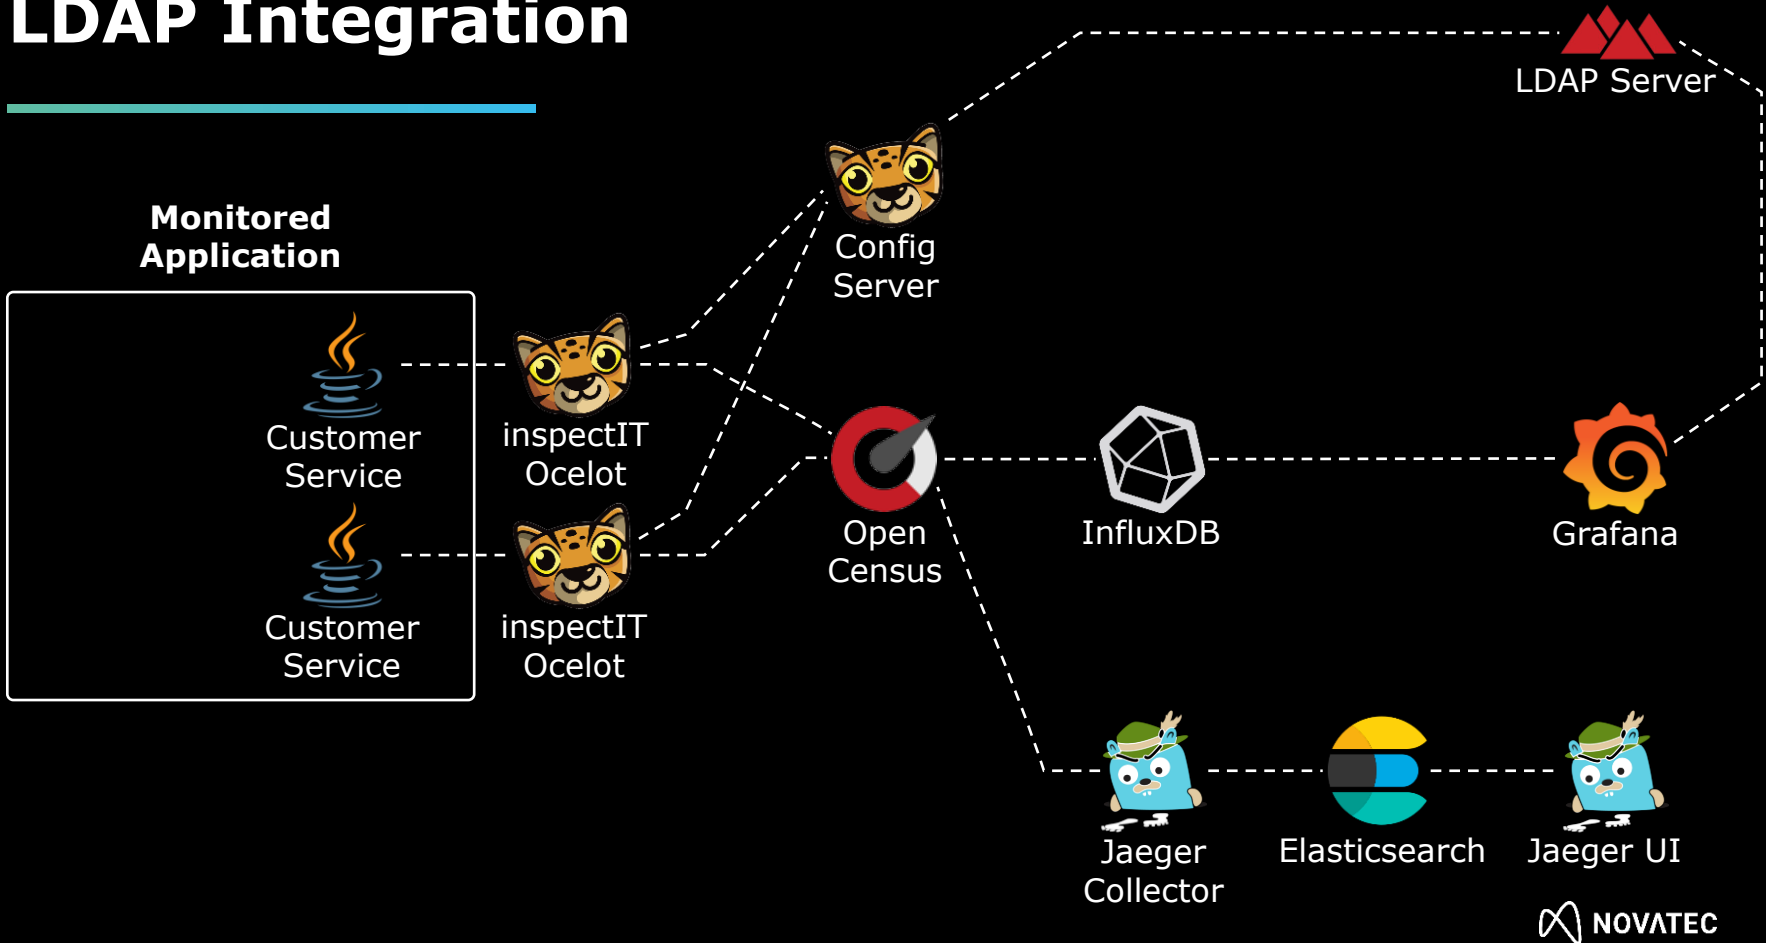 LDAP Integration
LDAP Server
Config
Server
Monitored
Application
Customer
Service
inspectIT
Ocelot
Open
Census
InfluxDB
Grafana
Customer
Service
inspectIT
Ocelot
Jaeger
Collector
Elasticsearch
Jaeger UI
NOVATEC